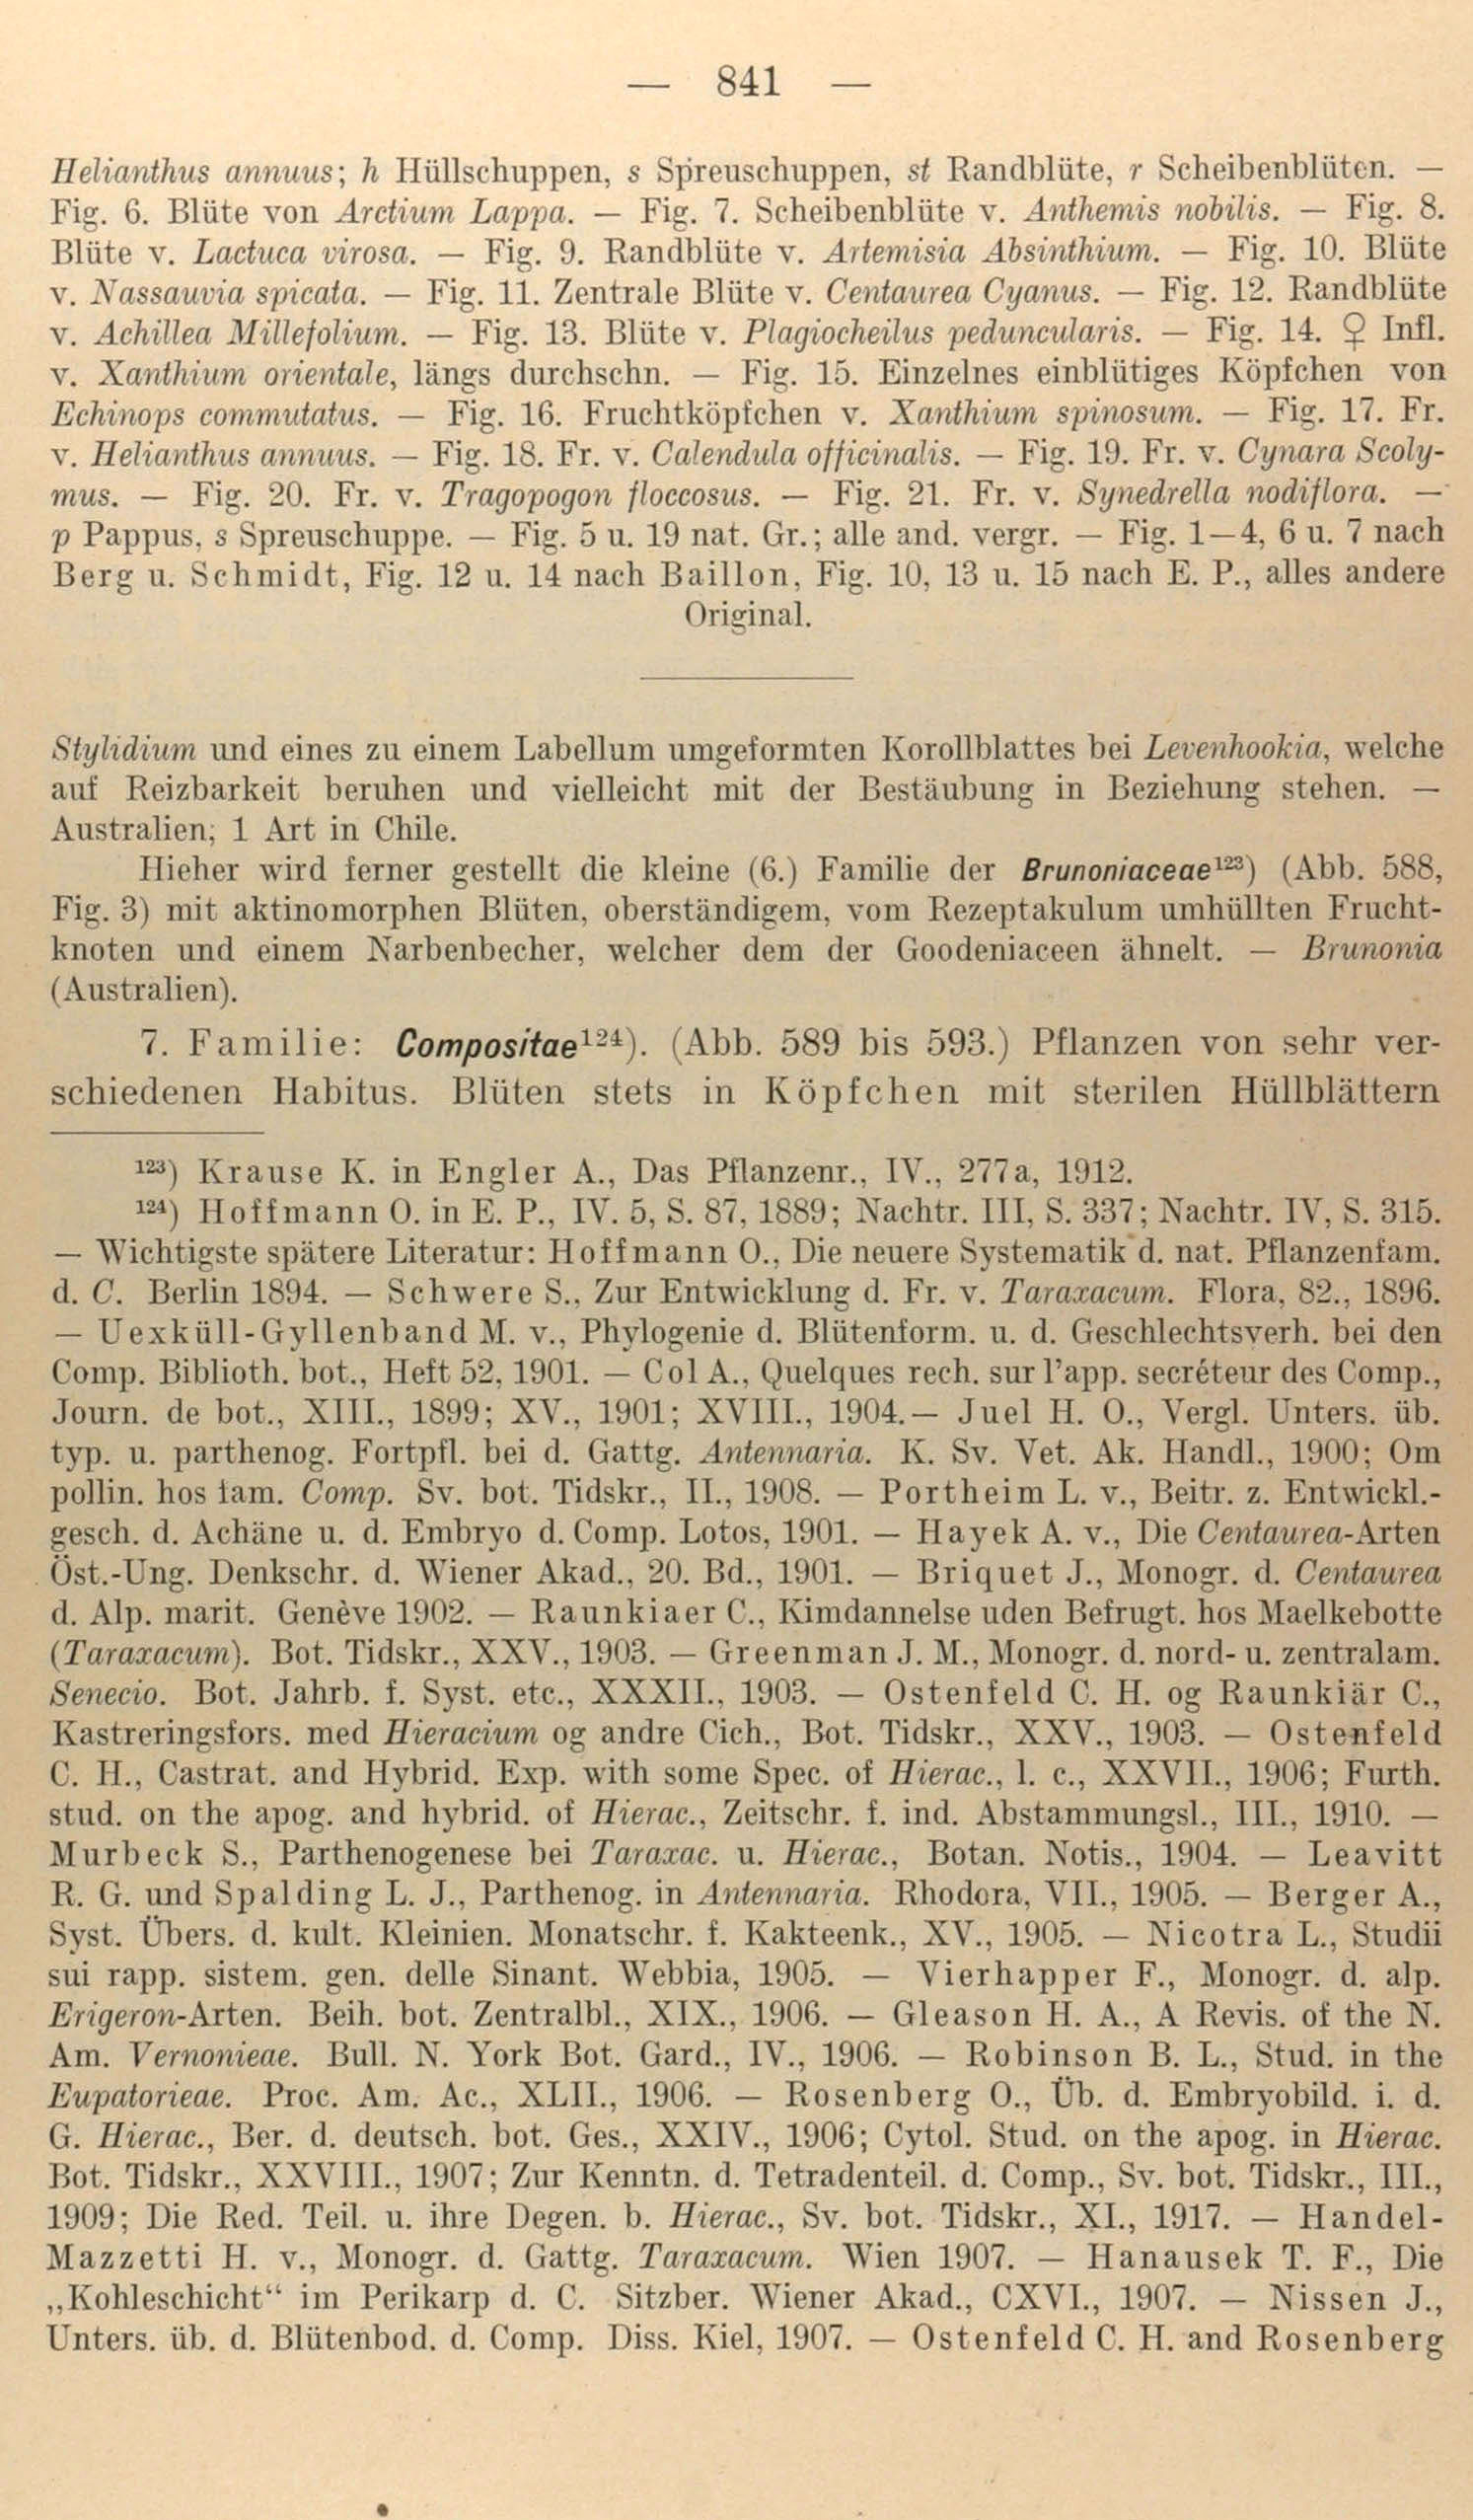 — 841 —
Helianthus annuus; h Hüllschuppen, s Spreuschuppen, st Randblüte, r Scheibenblüten. —
Fig. 6. Blüte von Arctium Lappa. — Fig. 7. Scheibenblüte v. Anthemis nobilis. — Fig. 8.
Blüte v. Lactuca virosa. — Fig. 9. Randblüte v. Artemisia Absinthium. — Fig. 10. Blüte
v. Nassauvia spicata. — Fig. 11. Zentrale Blüte v. Centaurea Cyanus. — Fig. 12. Randblüte
v. Achillea Millefolium. — Fig. 13. Blüte v. Plagiocheilus peduncularis. — Fig. 14. ♀ Infl.
v. Xanthium orientale, längs durchschn. — Fig. 15. Einzelnes einblütiges Köpfchen von
Echinops commutatus. — Fig. 16. Fruchtköpfchen v. Xanthium spinosum. — Fig. 17. Fr.
v. Helianthus annuus. — Fig. 18. Fr. v. Calendula officinalis. — Fig. 19. Fr. v. Cynara Scoly-
mus. — Fig. 20. Fr. v. Tragopogon floccosus. — Fig. 21. Fr. v. Synedrella nodiflora. —
p Pappus, s Spreuschuppe. — Fig. 5 u. 19 nat. Gr.; alle and. vergr. — Fig. 1—4, 6 u. 7 nach
Berg u. Schmidt, Fig. 12 u. 14 nach Baillon, Fig. 10, 13 u. 15 nach E. P., alles andere
Original.
Stylidium und eines zu einem Labellum umgeformten Korollblattes bei Levenhookia, welche
auf Reizbarkeit beruhen und vielleicht mit der Bestäubung in Beziehung stehen. —
Australien; 1 Art in Chile.
Hieher wird ferner gestellt die kleine (6.) Familie der Brunoniaceae¹²³) (Abb. 588,
Fig. 3) mit aktinomorphen Blüten, oberständigem, vom Rezeptakulum umhüllten Frucht-
knoten und einem Narbenbecher, welcher dem der Goodeniaceen ähnelt. — Brunonia
(Australien).
7. Familie: Compositae¹²⁴). (Abb. 589 bis 593.) Pflanzen von sehr ver-
schiedenen Habitus. Blüten stets in Köpfchen mit sterilen Hüllblättern
¹²³) Krause K. in Engler A., Das Pflanzenr., IV., 277a, 1912.
¹²⁴) Hoffmann O. in E. P., IV. 5, S. 87, 1889; Nachtr. III, S. 337; Nachtr. IV, S. 315.
— Wichtigste spätere Literatur: Hoffmann O., Die neuere Systematik d. nat. Pflanzenfam.
d. C. Berlin 1894. — Schwere S., Zur Entwicklung d. Fr. v. Taraxacum. Flora, 82., 1896.
— Uexküll-Gyllenband M. v., Phylogenie d. Blütenform. u. d. Geschlechtsverh. bei den
Comp. Biblioth. bot., Heft 52, 1901. — Col A., Quelques rech. sur l'app. secréteur des Comp.,
Journ. de bot., XIII., 1899; XV., 1901; XVIII., 1904.— Juel H. O., Vergl. Unters. üb.
typ. u. parthenog. Fortpfl. bei d. Gattg. Antennaria. K. Sv. Vet. Ak. Handl., 1900; Om
pollin. hos fam. Comp. Sv. bot. Tidskr., II., 1908. — Portheim L. v., Beitr. z. Entwickl.-
gesch. d. Achäne u. d. Embryo d. Comp. Lotos, 1901. — Hayek A. v., Die Centaurea-Arten
Öst.-Ung. Denkschr. d. Wiener Akad., 20. Bd., 1901. — Briquet J., Monogr. d. Centaurea
d. Alp. marit. Genève 1902. — Raunkiaer C., Kimdannelse uden Befrugt. hos Maelkebotte
(Taraxacum). Bot. Tidskr., XXV., 1903. — Greenman J. M., Monogr. d. nord- u. zentralam.
Senecio. Bot. Jahrb. f. Syst. etc., XXXII., 1903. — Ostenfeld C. H. og Raunkiär C.,
Kastreringsfors. med Hieracium og andre Cich., Bot. Tidskr., XXV., 1903. — Ostenfeld
C. H., Castrat. and Hybrid. Exp. with some Spec. of Hierac., l. c., XXVII., 1906; Furth.
stud. on the apog. and hybrid. of Hierac., Zeitschr. f. ind. Abstammungsl., III., 1910. —
Murbeck S., Parthenogenese bei Taraxac. u. Hierac., Botan. Notis., 1904. — Leavitt
R. G. und Spalding L. J., Parthenog. in Antennaria. Rhodora, VII., 1905. — Berger A.,
Syst. Übers. d. kult. Kleinien. Monatschr. f. Kakteenk., XV., 1905. — Nicotra L., Studii
sui rapp. sistem. gen. delle Sinant. Webbia, 1905. — Vierhapper F., Monogr. d. alp.
Erigeron-Arten. Beih. bot. Zentralbl., XIX., 1906. — Gleason H. A., A Revis. of the N.
Am. Vernonieae. Bull. N. York Bot. Gard., IV., 1906. — Robinson B. L., Stud. in the
Eupatorieae. Proc. Am. Ac., XLII., 1906. — Rosenberg O., Üb. d. Embryobild. i. d.
G. Hierac., Ber. d. deutsch. bot. Ges., XXIV., 1906; Cytol. Stud. on the apog. in Hierac.
Bot. Tidskr., XXVIII., 1907; Zur Kenntn. d. Tetradenteil. d. Comp., Sv. bot. Tidskr., III.,
1909; Die Red. Teil. u. ihre Degen. b. Hierac., Sv. bot. Tidskr., XI., 1917. — Handel-
Mazzetti H. v., Monogr. d. Gattg. Taraxacum. Wien 1907. — Hanausek T. F., Die
„Kohleschicht“ im Perikarp d. C. Sitzber. Wiener Akad., CXVI., 1907. — Nissen J.,
Unters. üb. d. Blütenbod. d. Comp. Diss. Kiel, 1907. — Ostenfeld C. H. and Rosenberg